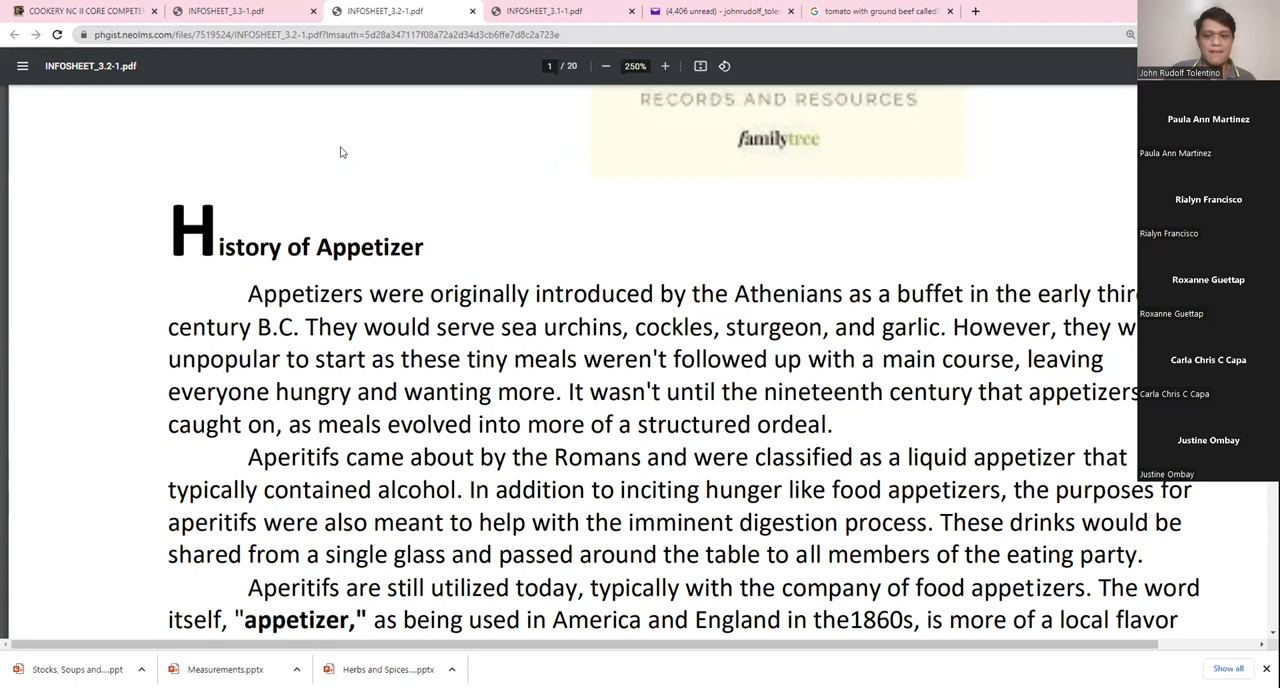 COOKERY NC II CORE COMPETE
INFOSHEET_3.3-1.pdf
INFOSHEET_3.2-1.pdf
INFOSHEET_3.1-1.pdf
(4,406 unread) - johnrudolf_tole
tomato with ground beef called
phgist.neolms.com/files/7519524/INFOSHEET_3.2-1.pdf?lmsauth=5d28a347117f08a72a2d34d3cb6ffe7d8c2a723e
INFOSHEET_3.2-1.pdf
1 / 20
250%
RECORDS AND RESOURCES
familytree
History of Appetizer
Appetizers were originally introduced by the Athenians as a buffet in the early thir
century B.C. They would serve sea urchins, cockles, sturgeon, and garlic. However, they w
unpopular to start as these tiny meals weren't followed up with a main course, leaving
everyone hungry and wanting more. It wasn't until the nineteenth century that appetizers
caught on, as meals evolved into more of a structured ordeal.
Aperitifs came about by the Romans and were classified as a liquid appetizer that
typically contained alcohol. In addition to inciting hunger like food appetizers, the purposes for
aperitifs were also meant to help with the imminent digestion process. These drinks would be
shared from a single glass and passed around the table to all members of the eating party.
Aperitifs are still utilized today, typically with the company of food appetizers. The word
itself, "appetizer," as being used in America and England in the1860s, is more of a local flavor
John Rudolf Tolentino
Paula Ann Martinez
Paula Ann Martinez
Rialyn Francisco
Rialyn Francisco
Roxanne Guettap
Roxanne Guettap
Carla Chris C Capa
Carla Chris C Capa
Justine Ombay
Justine Ombay
Stocks, Soups and....ppt
Measurements.pptx
Herbs and Spices....pptx
Show all